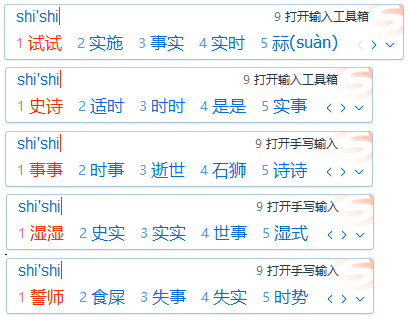 shi'shi 9 打开输入工具箱
1 试试 2 实施 3 事实 4 实时 5 祘(suàn)
shi'shi 9 打开输入工具箱
1 史诗 2 适时 3 时时 4 是是 5 实事
shi'shi 9 打开手写输入
1 事事 2 时事 3 逝世 4 石狮 5 诗诗
shi'shi 9 打开手写输入
1 湿湿 2 史实 3 实实 4 世事 5 湿式
shi'shi 9 打开手写输入
1 誓师 2 食屎 3 失事 4 失实 5 时势